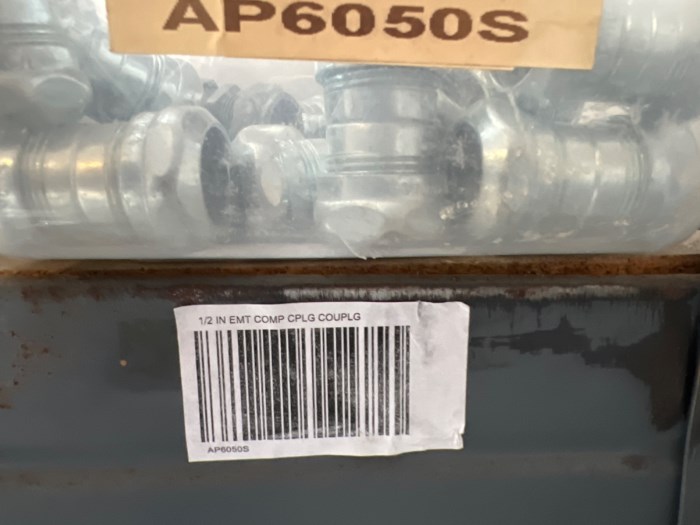 AP6050S
1/2 IN EMT COMP CPLG COUPLG
AP6050S